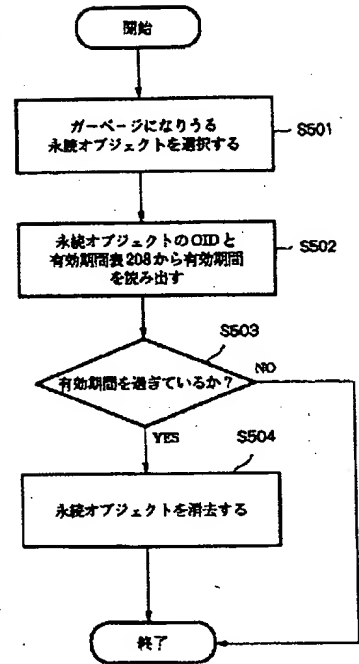 開始
ガーベージになりうる
永続オブジェクトを選択する
S501
永続オブジェクトのOIDと
有効期間表208から有効期間
を読み出す
S502
S503
有効期間を過ぎているか?
NO
YES
S504
永続オブジェクトを消去する
終了